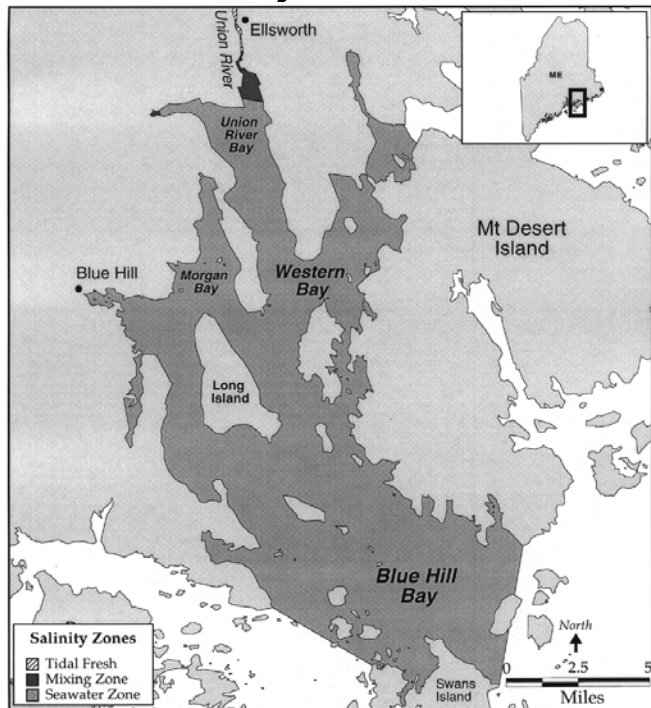 Ellsworth
Union River
ME
Union River
Bay
Mt Desert
Island
Blue Hill
Morgan
Bay
Western
Bay
Long
Island
Blue Hill
Bay
Salinity Zones
Tidal Fresh
Mixing Zone
Seawater Zone
Swans
Island
North
0 2.5 5
Miles